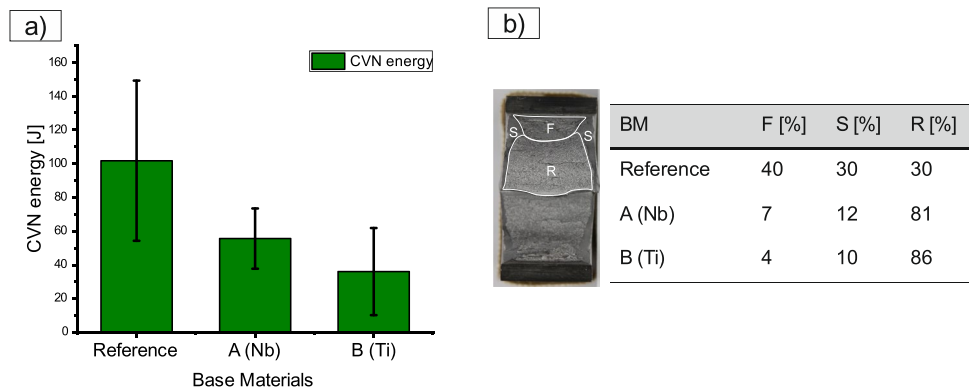 a)
CVN energy
160
140
120
100
80
60
40
20
0
CVN energy [J]
Reference A (Nb) B (Ti)
Base Materials
b)
F
S S
R
BM F [%] S [%] R [%]
Reference 40 30 30
A (Nb) 7 12 81
B (Ti) 4 10 86